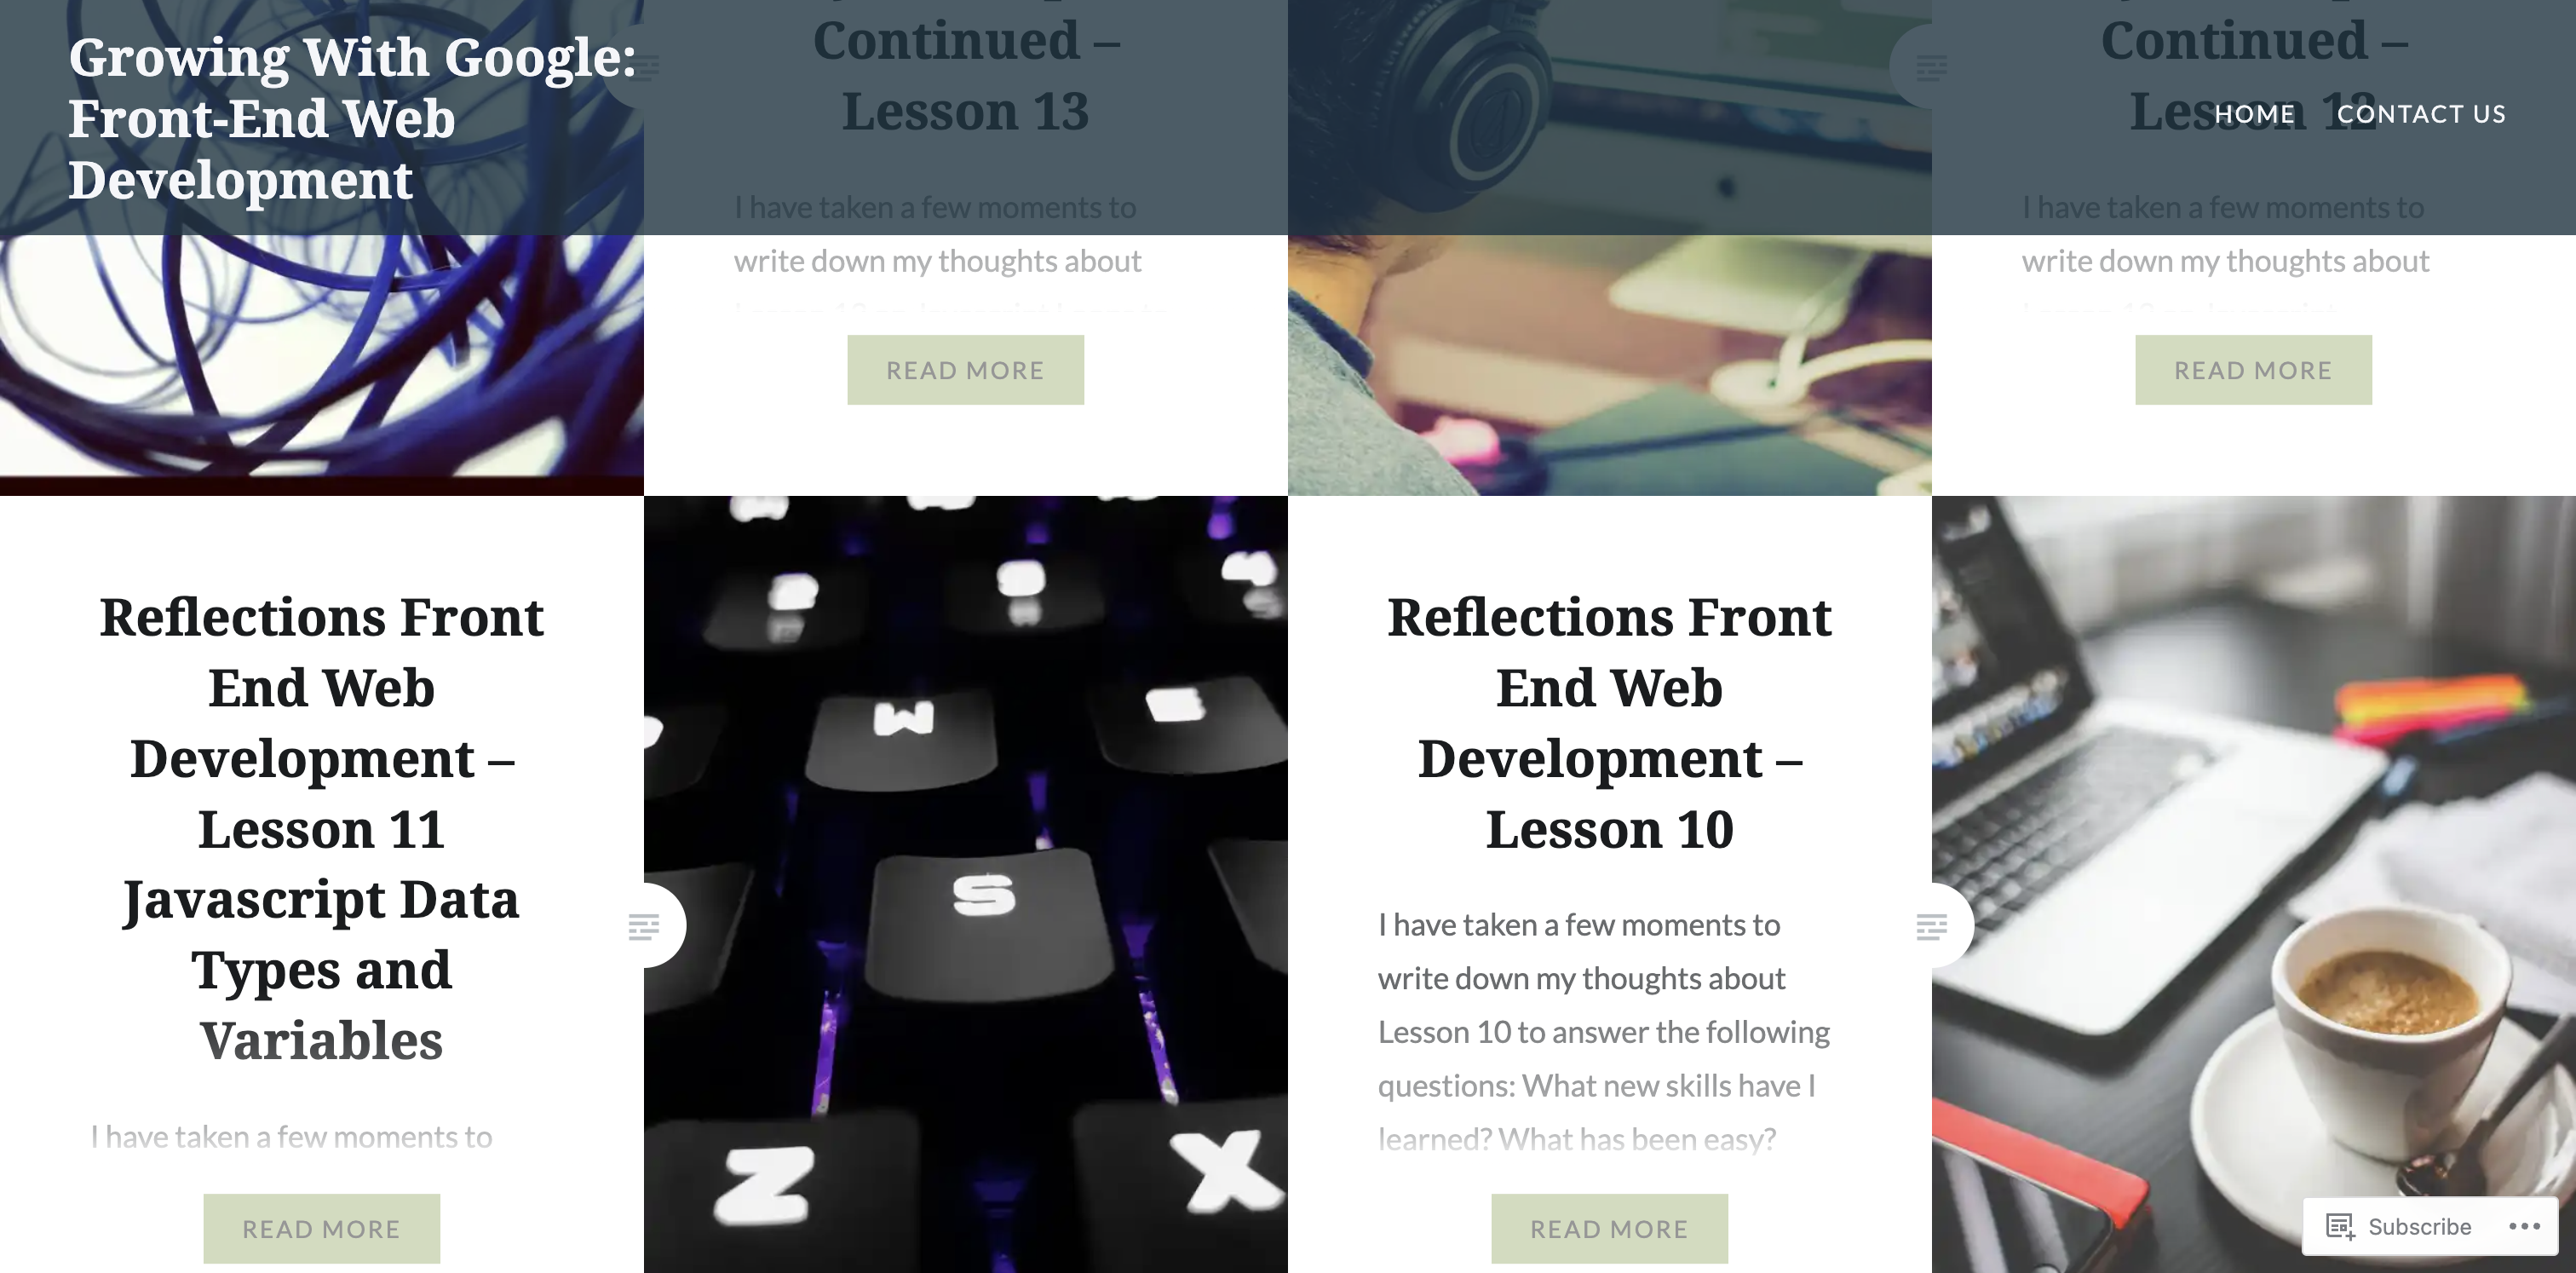 Growing With Google:
Front-End Web
Development
HOME
CONTACT US
Continued –
Lesson 13
I have taken a few moments to
write down my thoughts about
READ MORE
Continued –
Lesson 12
I have taken a few moments to
write down my thoughts about
READ MORE
Reflections Front
End Web
Development –
Lesson 11
Javascript Data
Types and
Variables
I have taken a few moments to
READ MORE
W
E
S
Z
X
Reflections Front
End Web
Development –
Lesson 10
I have taken a few moments to
write down my thoughts about
Lesson 10 to answer the following
questions: What new skills have I
learned? What has been easy?
READ MORE
Subscribe